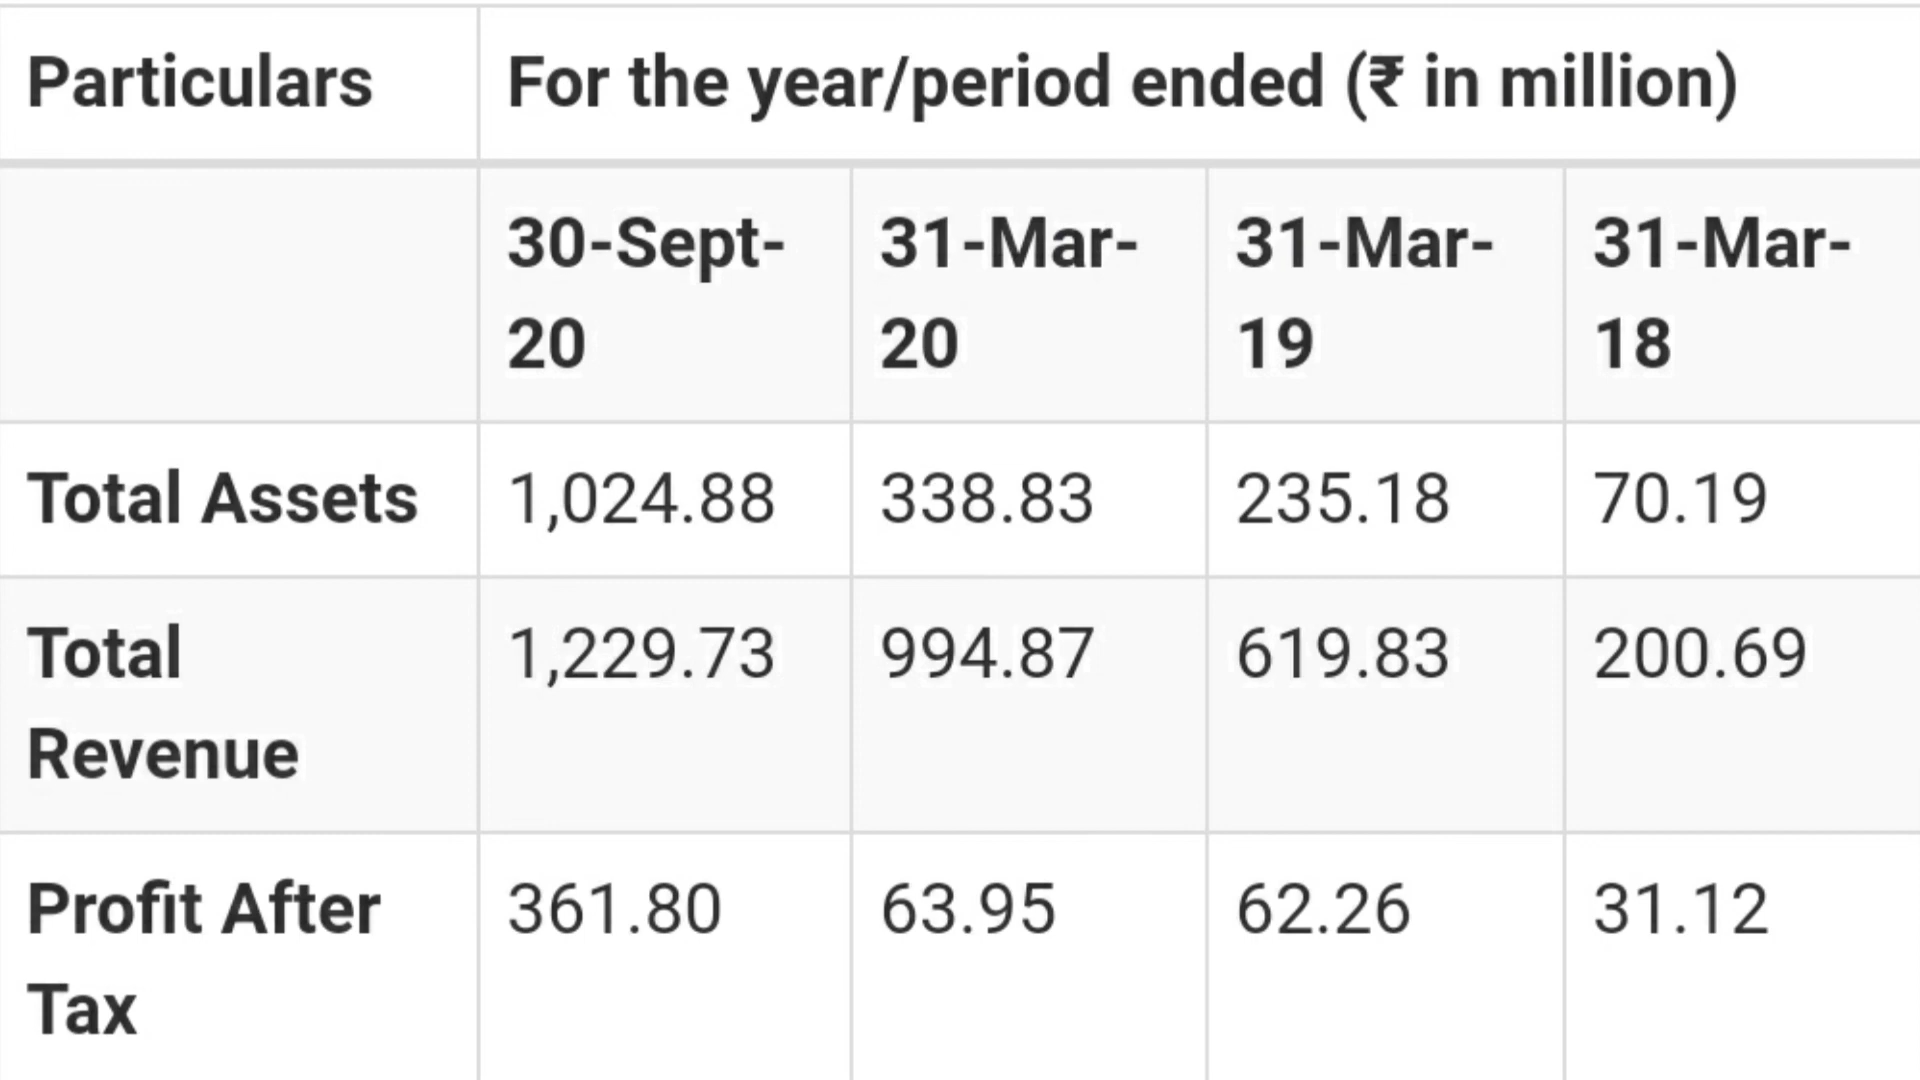 Particulars For the year/period ended (₹ in million)
30-Sept- 31-Mar- 31-Mar- 31-Mar-
20 20 19 18
Total Assets 1,024.88 338.83 235.18 70.19
Total 1,229.73 994.87 619.83 200.69
Revenue
Profit After 361.80 63.95 62.26 31.12
Tax